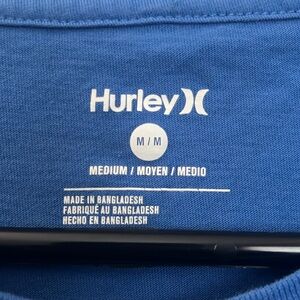 Hurley
M/M
MEDIUM / MOYEN / MEDIO
MADE IN BANGLADESH
FABRIQUÉ AU BANGLADESH
HECHO EN BANGLADESH